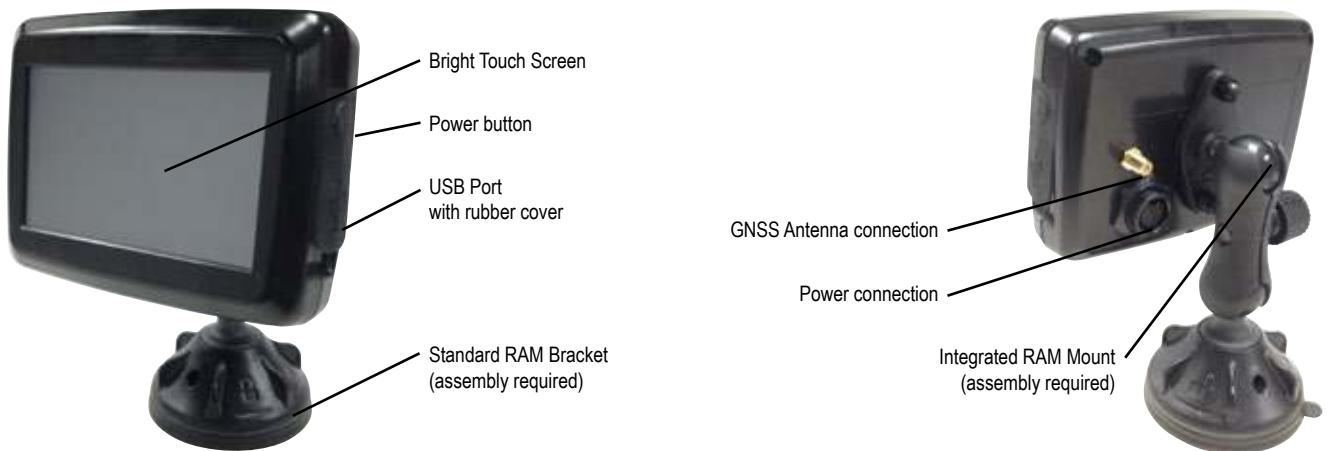 Bright Touch Screen
Power button
USB Port
with rubber cover
Standard RAM Bracket
(assembly required)
GNSS Antenna connection
Power connection
Integrated RAM Mount
(assembly required)